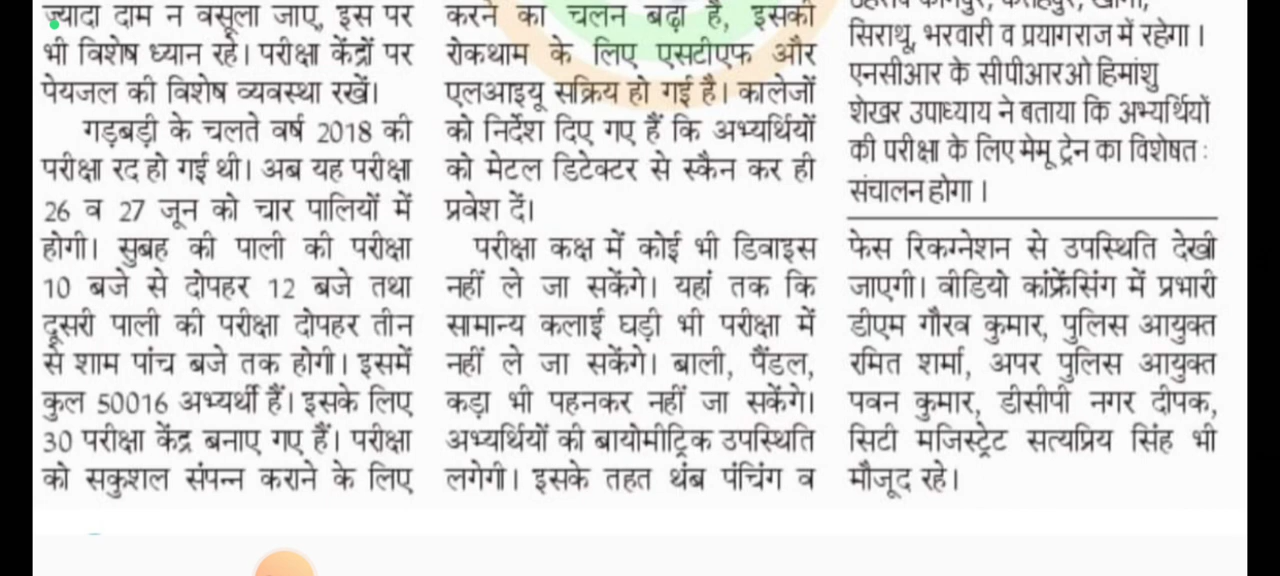 ज्यादा दाम न वसूला जाए, इस पर
भी विशेष ध्यान रहे। परीक्षा केंद्रों पर
पेयजल की विशेष व्यवस्था रखें।
गड़बड़ी के चलते वर्ष 2018 की
परीक्षा रद हो गई थी। अब यह परीक्षा
26 व 27 जून को चार पालियों में
होगी। सुबह की पाली की परीक्षा
10 बजे से दोपहर 12 बजे तथा
दूसरी पाली की परीक्षा दोपहर तीन
से शाम पांच बजे तक होगी। इसमें
कुल 50016 अभ्यर्थी हैं। इसके लिए
30 परीक्षा केंद्र बनाए गए हैं। परीक्षा
को सकुशल संपन्न कराने के लिए
करने का चलन बढ़ा है, इसकी
रोकथाम के लिए एसटीएफ और
एलआइयू सक्रिय हो गई है। कालेजों
को निर्देश दिए गए हैं कि अभ्यर्थियों
को मेटल डिटेक्टर से स्कैन कर ही
प्रवेश दें।
परीक्षा कक्ष में कोई भी डिवाइस
नहीं ले जा सकेंगे। यहां तक कि
सामान्य कलाई घड़ी भी परीक्षा में
नहीं ले जा सकेंगे। बाली, पैंडल,
कड़ा भी पहनकर नहीं जा सकेंगे।
अभ्यर्थियों की बायोमीट्रिक उपस्थिति
लगेगी। इसके तहत थंब पंचिंग व
सिराथू, भरवारी व प्रयागराज में रहेगा।
एनसीआर के सीपीआरओ हिमांशु
शेखर उपाध्याय ने बताया कि अभ्यर्थियों
की परीक्षा के लिए मेमू ट्रेन का विशेषत:
संचालन होगा।
फेस रिकग्नेशन से उपस्थिति देखी
जाएगी। वीडियो कांफ्रेंसिंग में प्रभारी
डीएम गौरव कुमार, पुलिस आयुक्त
रमित शर्मा, अपर पुलिस आयुक्त
पवन कुमार, डीसीपी नगर दीपक,
सिटी मजिस्ट्रेट सत्यप्रिय सिंह भी
मौजूद रहे।